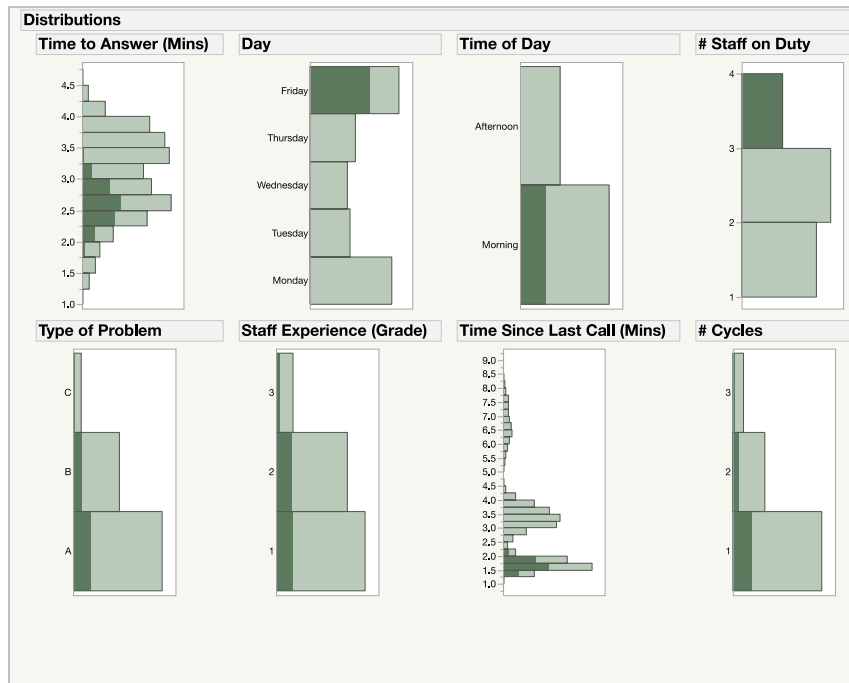 Distributions
Time to Answer (Mins)
4.5
4.0
3.5
3.0
2.5
2.0
1.5
1.0
Day
Friday
Thursday
Wednesday
Tuesday
Monday
Time of Day
Afternoon
Morning
# Staff on Duty
4
3
2
1
Type of Problem
C
B
A
Staff Experience (Grade)
3
2
1
Time Since Last Call (Mins)
9.0
8.5
8.0
7.5
7.0
6.5
6.0
5.5
5.0
4.5
4.0
3.5
3.0
2.5
2.0
1.5
1.0
# Cycles
3
2
1